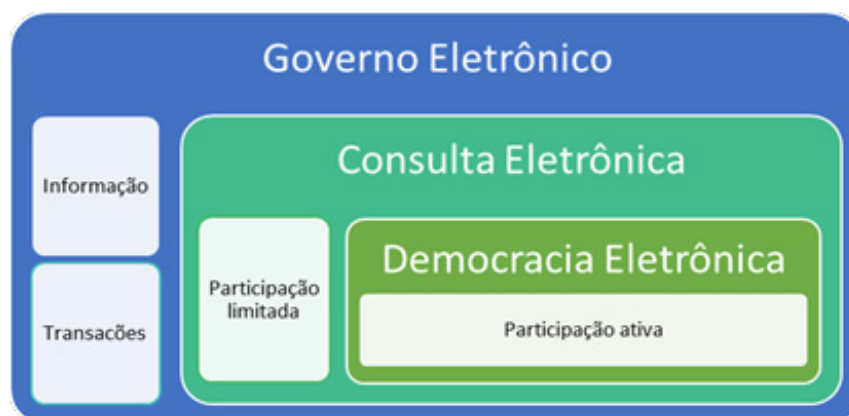 Governo Eletrônico
Informação
Transacões
Consulta Eletrônica
Participação
limitada
Democracia Eletrônica
Participação ativa